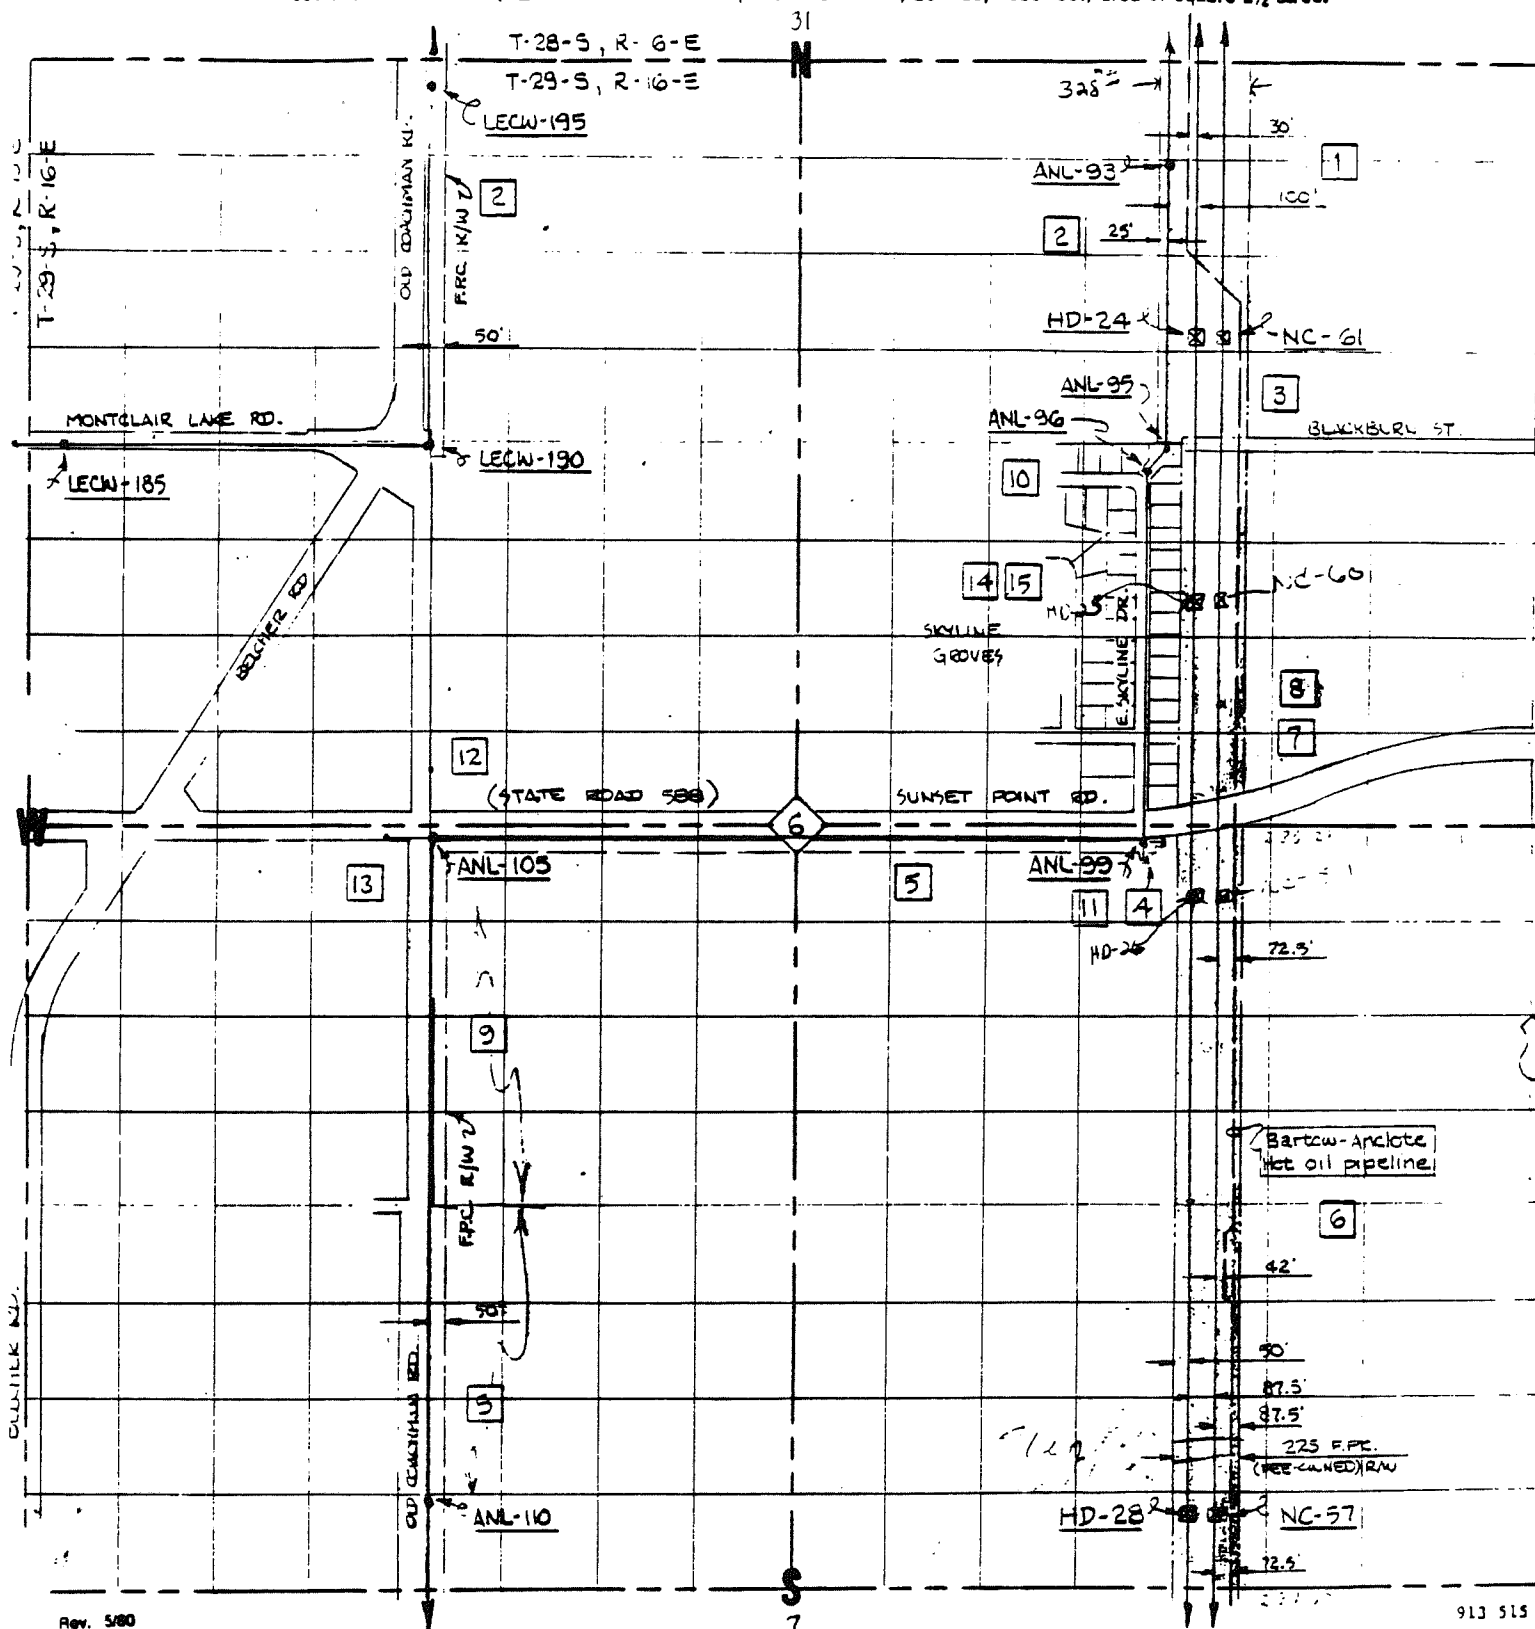 31
N
T-28-S, R-6-E
T-29-S, R-16-E
328'
LECW-195
T-29-S, R-16-E
OLD COACHMAN RD.
F.P.C. R/W
2
30'
1
ANL-93
100'
2
25'
HD-24
NC-61
50'
ANL-95
3
MONTCLAIR LAKE RD.
ANL-96
BLACKBURN ST.
LECW-190
LECW-185
10
14
15
NC-60
HD-25
SKYLINE
GROVES
E. SKYLINE DR.
BELCHER RD
8
7
12
(STATE ROAD 588)
SUNSET POINT RD.
W
6
ANL-105
ANL-99
13
5
11
4
HD-26
72.5'
9
F.P.C. R/W
Bartow-Anclote
Hot oil pipeline
6
42'
50'
50'
87.5'
87.5'
5
OLD COACHMAN RD.
225 F.P.C.
(FEE-OWNED) R/W
ANL-110
HD-28
NC-57
72.5'
S
7
Rev. 5/80
913 515